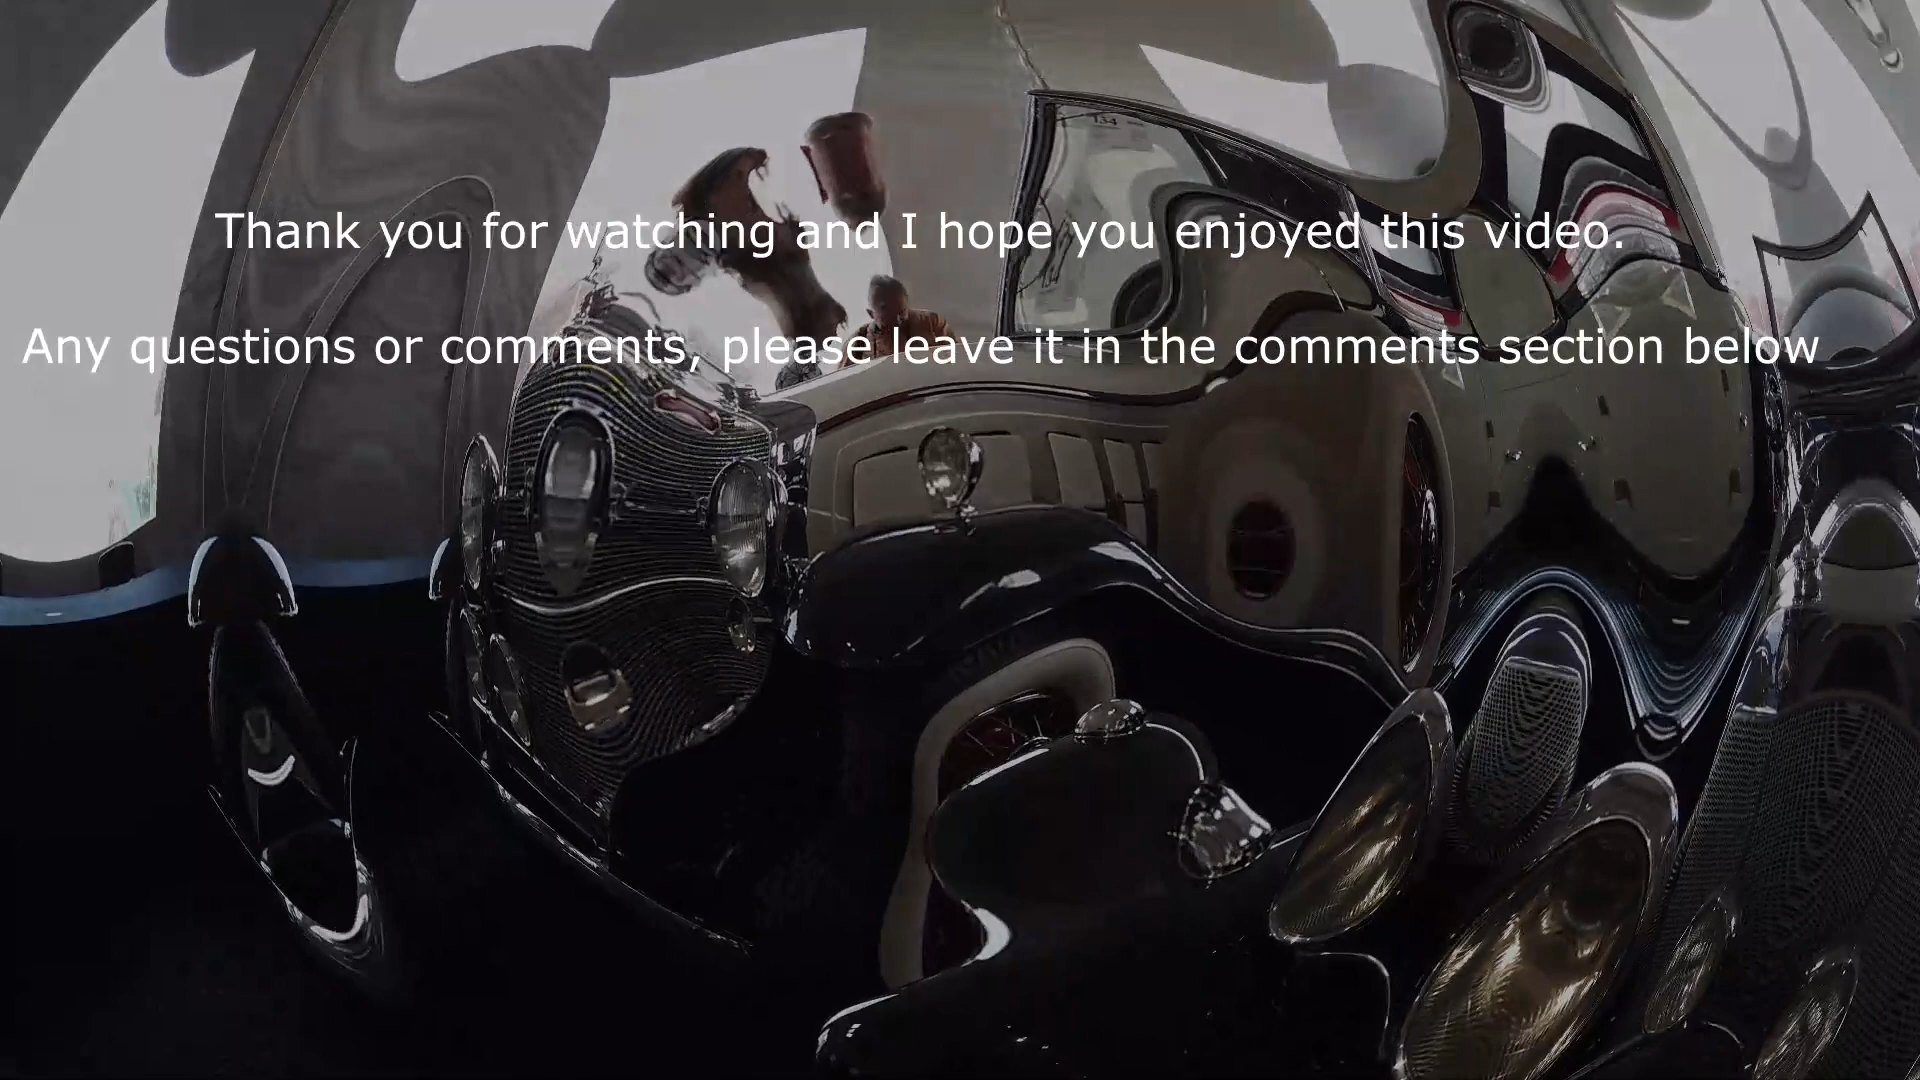 134
Thank you for watching and I hope you enjoyed this video.
Any questions or comments, please leave it in the comments section below